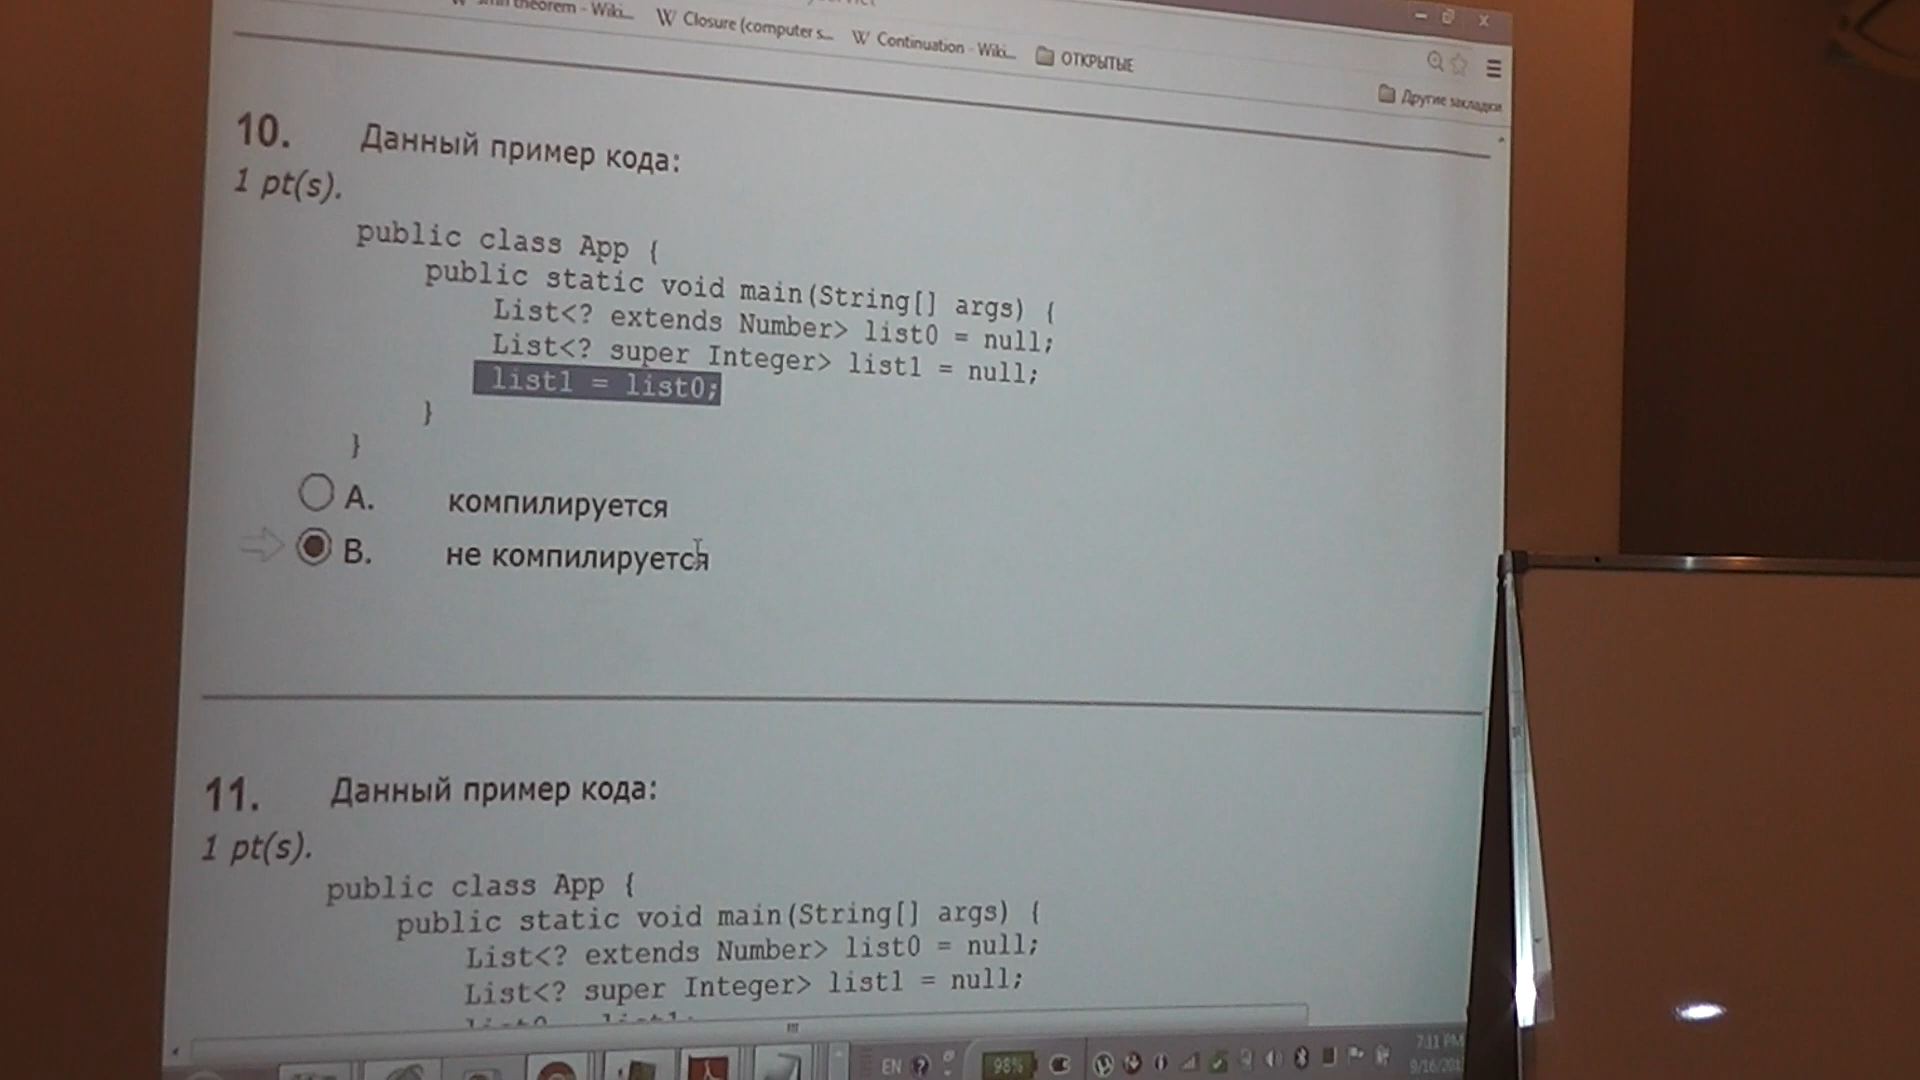 theorem - Wiki...
Closure (computer s...
Continuation - Wiki...
ОТКРЫТЫЕ
Другие закладки
10. Данный пример кода:
1 pt(s).
public class App {
public static void main(String[] args) {
List<? extends Number> list0 = null;
List<? super Integer> list1 = null;
list1 = list0;
}
}
A. компилируется
B. не компилируется
11. Данный пример кода:
1 pt(s).
public class App {
public static void main(String[] args) {
List<? extends Number> list0 = null;
List<? super Integer> list1 = null;
EN
98%
7:11 PM